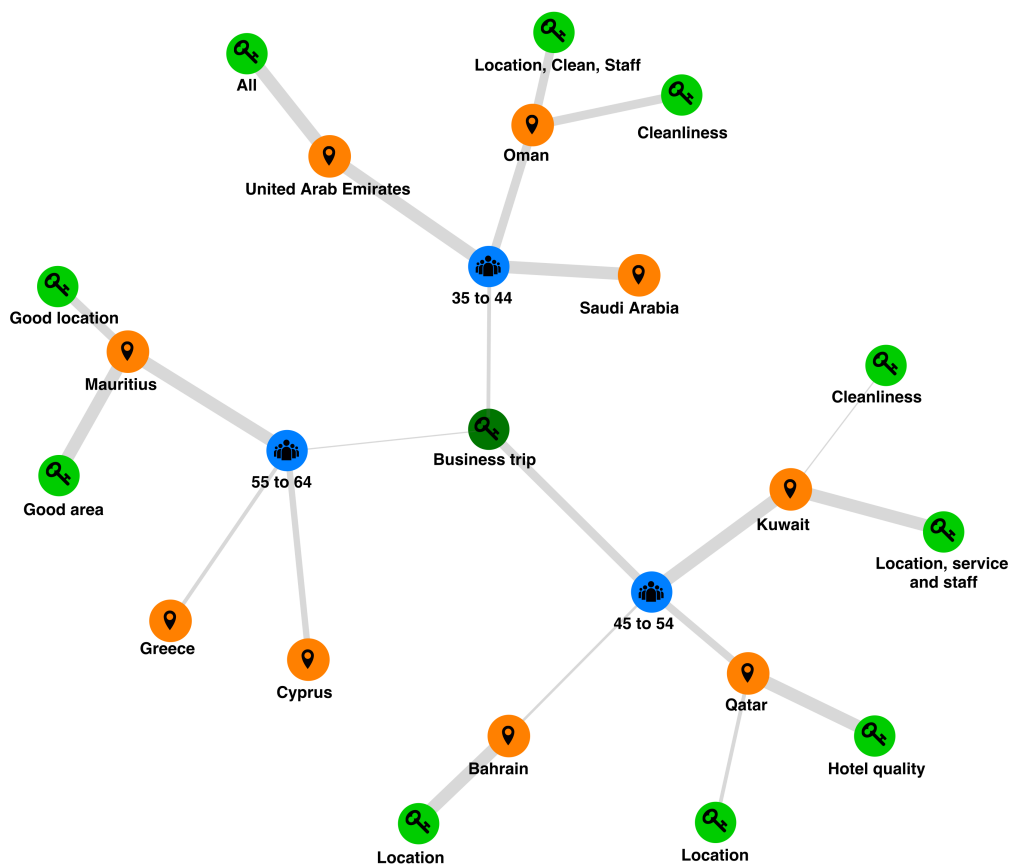 Location, Clean, Staff
All
Cleanliness
Oman
United Arab Emirates
35 to 44
Saudi Arabia
Good location
Mauritius
Cleanliness
Business trip
55 to 64
Good area
Kuwait
Location, service
and staff
45 to 54
Greece
Cyprus
Qatar
Bahrain
Hotel quality
Location
Location